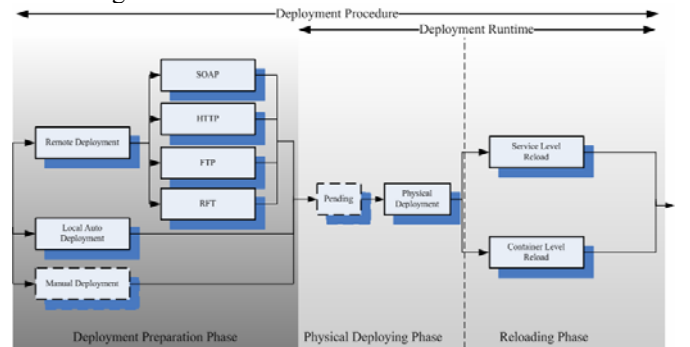 Deployment Procedure
Deployment Runtime
SOAP
HTTP
FTP
RFT
Remote Deployment
Local Auto
Deployment
Manual Deployment
Pending
Physical
Deployment
Service Level
Reload
Container Level
Reload
Deployment Preparation Phase
Physical Deploying Phase
Reloading Phase